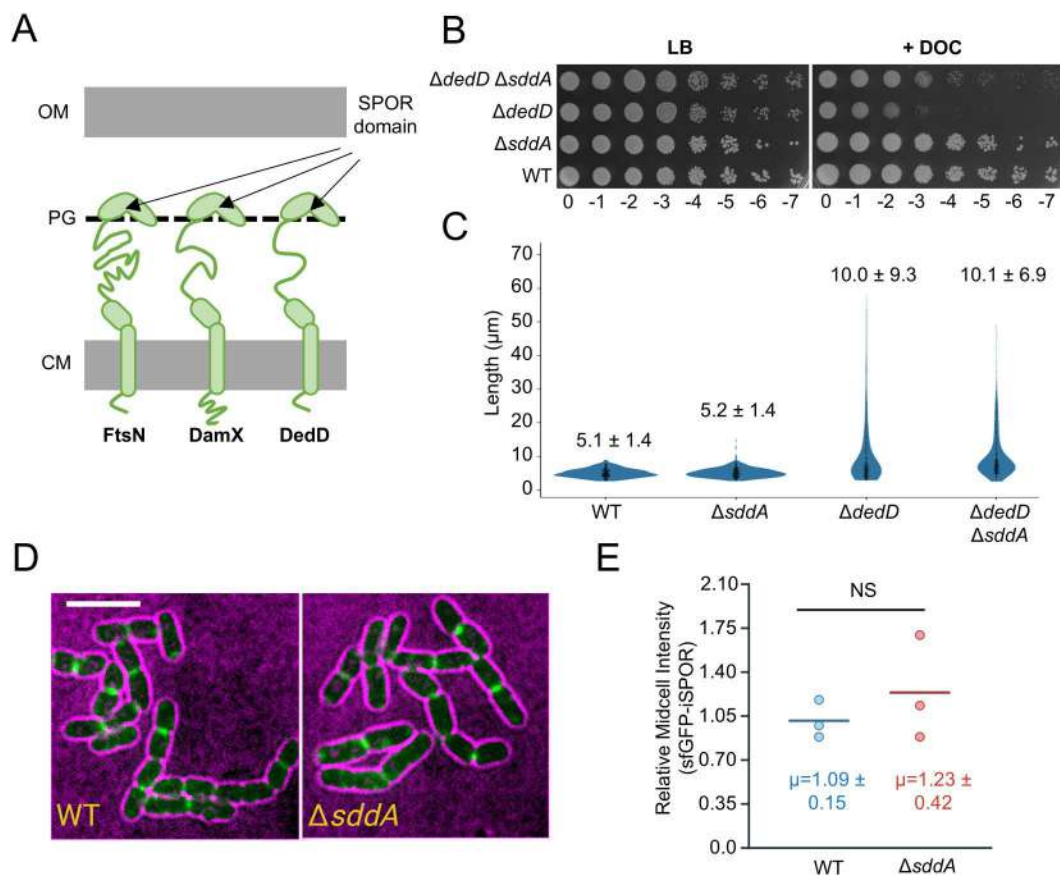 A
OM
SPOR
domain
PG
CM
FtsN DamX DedD
B
LB + DOC
ΔdedD ΔsddA
ΔdedD
ΔsddA
WT
0 -1 -2 -3 -4 -5 -6 -7 0 -1 -2 -3 -4 -5 -6 -7
C
Length (µm)
70
60
50
40
30
20
10
0
5.1 ± 1.4
5.2 ± 1.4
10.0 ± 9.3
10.1 ± 6.9
WT ΔsddA ΔdedD ΔdedD
ΔsddA
D
WT
ΔsddA
E
Relative Midcell Intensity
(sfGFP-iSPOR)
2.10
1.75
1.40
1.05
0.70
0.35
0.0
NS
µ=1.09 ±
0.15
µ=1.23 ±
0.42
WT ΔsddA